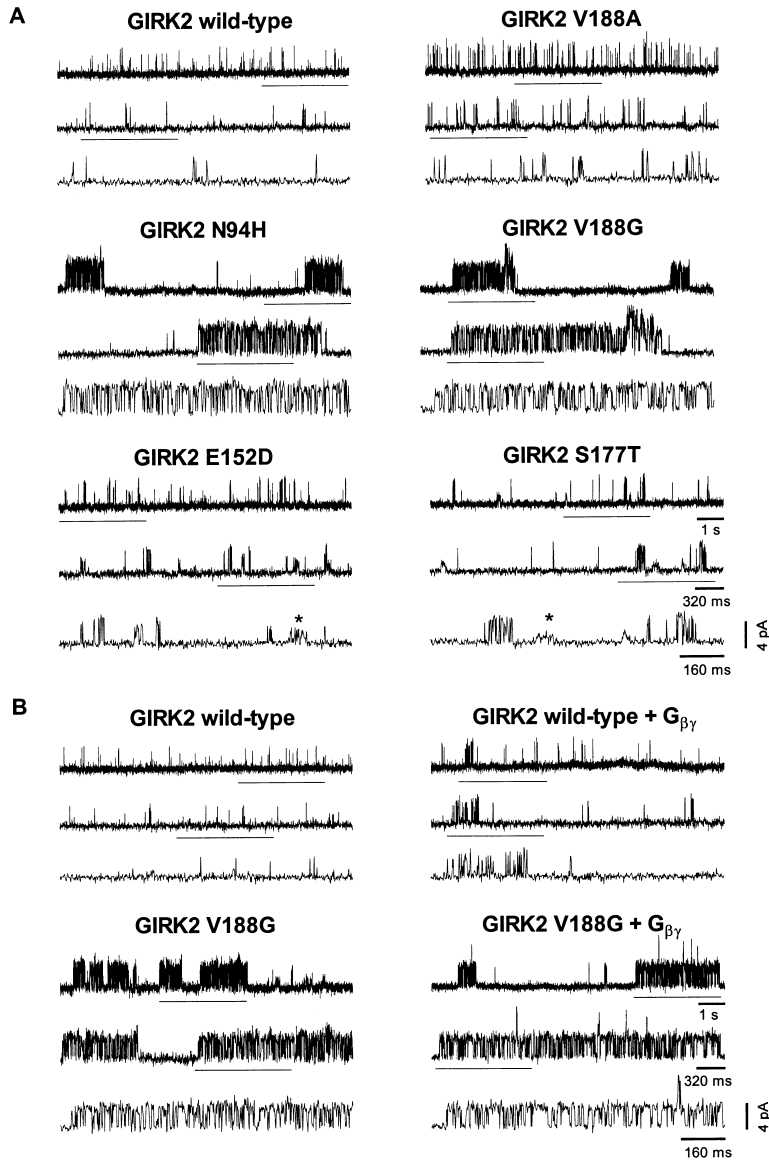 A
GIRK2 wild-type
GIRK2 V188A
GIRK2 N94H
GIRK2 V188G
GIRK2 E152D
GIRK2 S177T
1 s
320 ms
*
*
4 pA
160 ms
B
GIRK2 wild-type
GIRK2 wild-type + Gβγ
GIRK2 V188G
GIRK2 V188G + Gβγ
1 s
320 ms
4 pA
160 ms